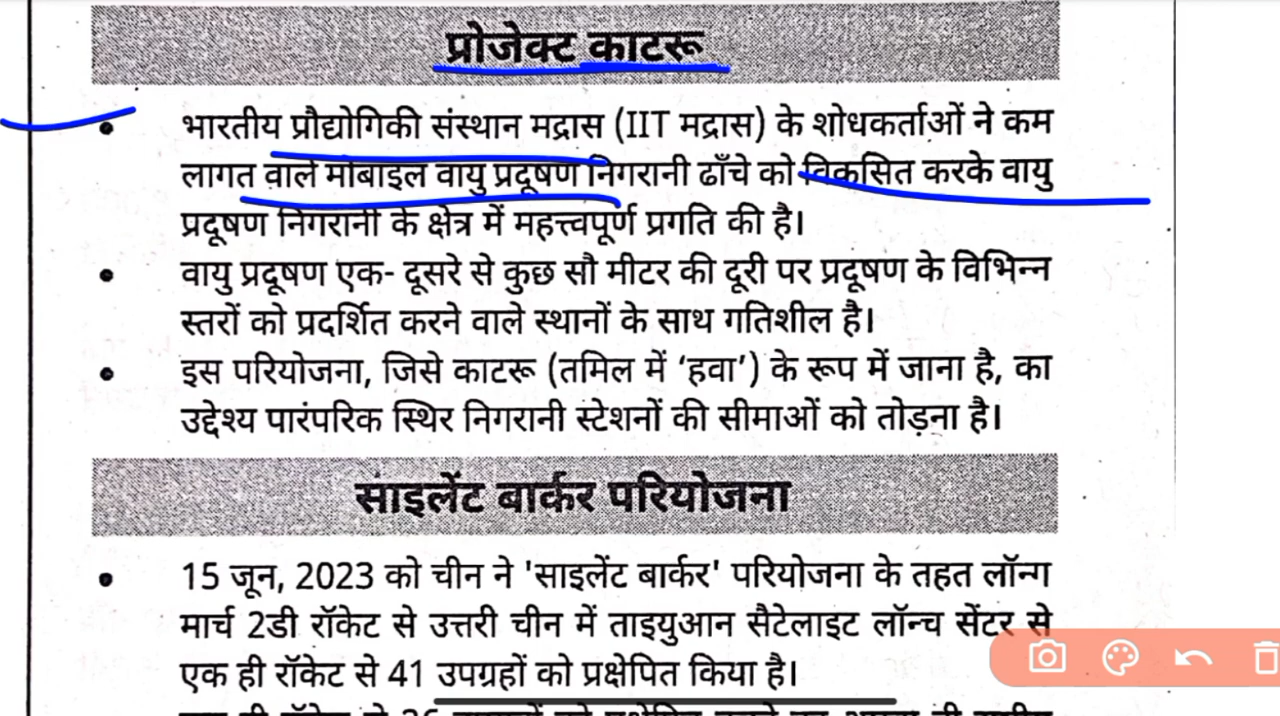 प्रोजेक्ट काटरू
• भारतीय प्रौद्योगिकी संस्थान मद्रास (IIT मद्रास) के शोधकर्ताओं ने कम
लागत वाले मोबाइल वायु प्रदूषण निगरानी ढाँचे को विकसित करके वायु
प्रदूषण निगरानी के क्षेत्र में महत्त्वपूर्ण प्रगति की है।
• वायु प्रदूषण एक- दूसरे से कुछ सौ मीटर की दूरी पर प्रदूषण के विभिन्न
स्तरों को प्रदर्शित करने वाले स्थानों के साथ गतिशील है।
• इस परियोजना, जिसे काटरू (तमिल में ‘हवा’) के रूप में जाना है, का
उद्देश्य पारंपरिक स्थिर निगरानी स्टेशनों की सीमाओं को तोड़ना है।
साइलेंट बार्कर परियोजना
• 15 जून, 2023 को चीन ने 'साइलेंट बार्कर' परियोजना के तहत लॉन्ग
मार्च 2डी रॉकेट से उत्तरी चीन में ताइयुआन सैटेलाइट लॉन्च सेंटर से
एक ही रॉकेट से 41 उपग्रहों को प्रक्षेपित किया है।